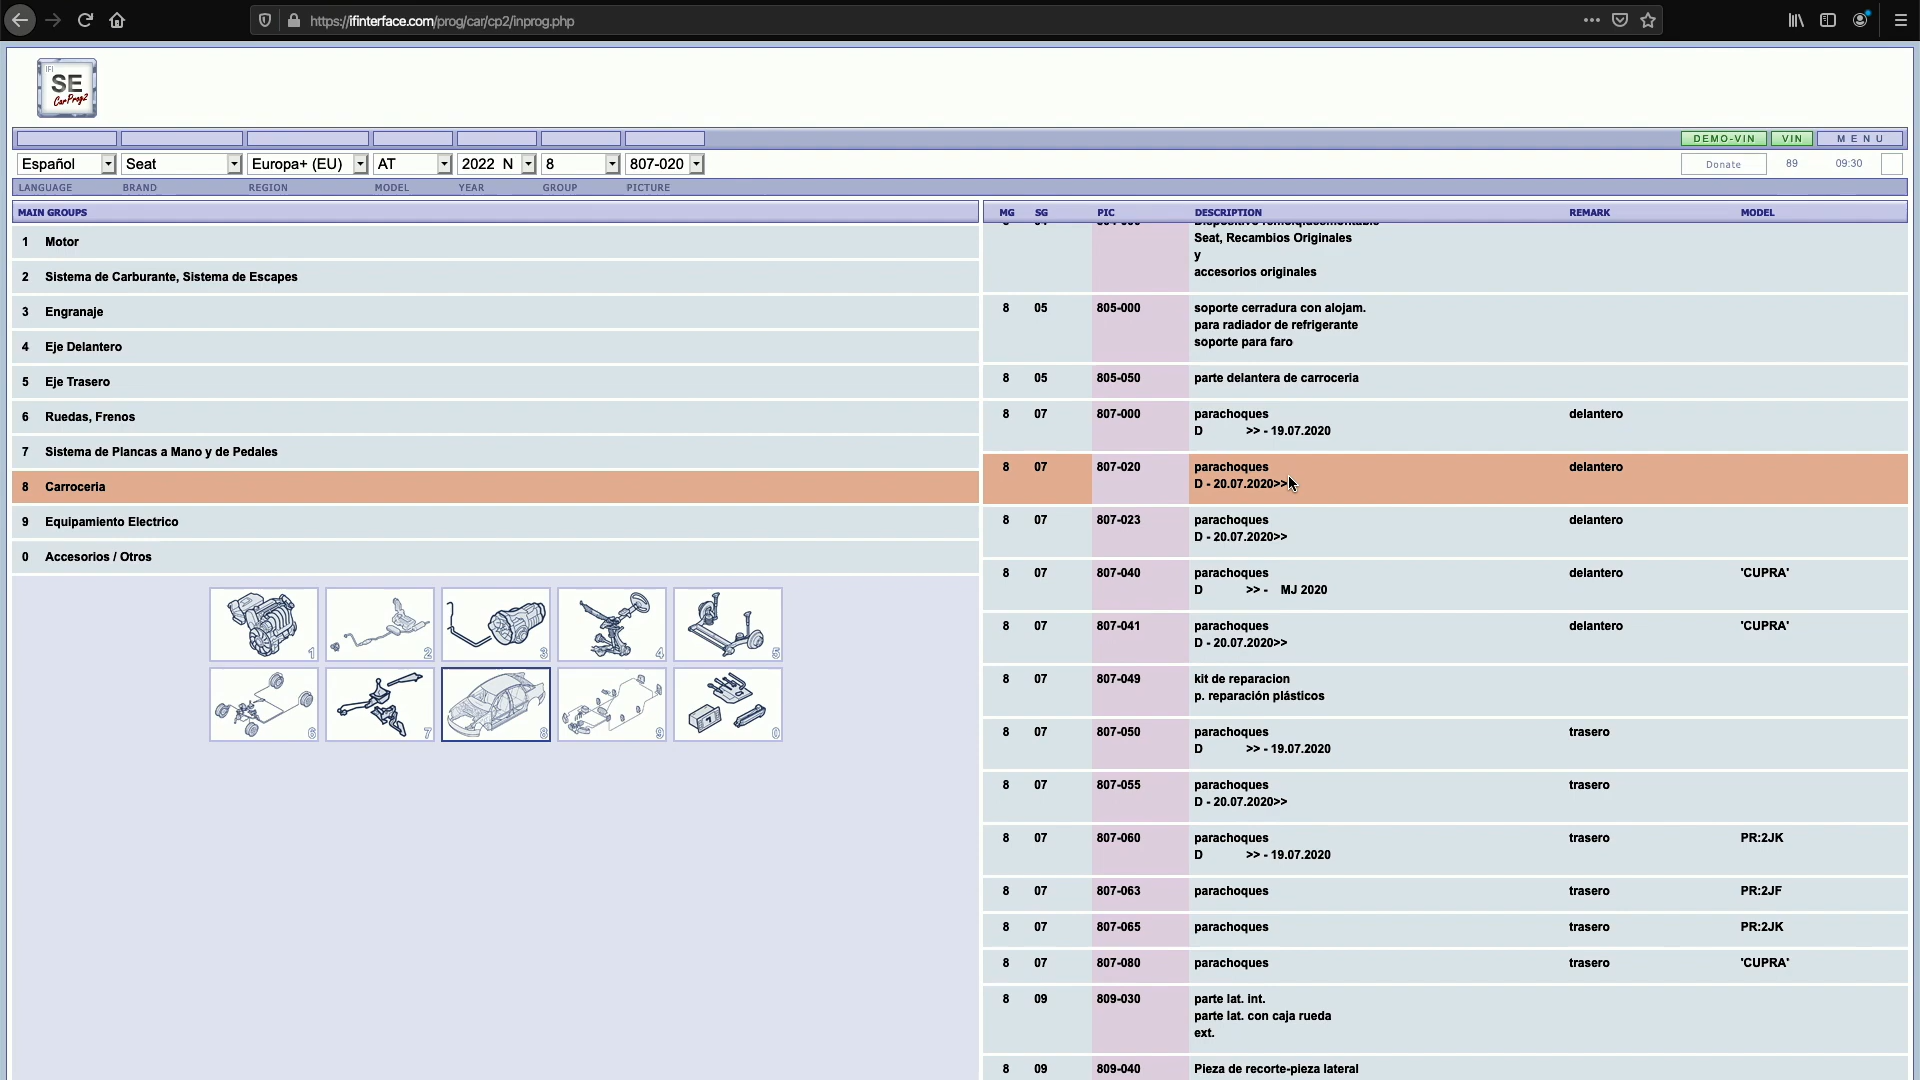 https://ifinterface.com/prog/car/cp2/inprog.php
IFI
SE
CarProg2
DEMO-VIN VIN MENU
Español Seat Europa+ (EU) AT 2022 N 8 807-020 Donate 89 09:30
LANGUAGE BRAND REGION MODEL YEAR GROUP PICTURE
MAIN GROUPS
1 Motor
2 Sistema de Carburante, Sistema de Escapes
3 Engranaje
4 Eje Delantero
5 Eje Trasero
6 Ruedas, Frenos
7 Sistema de Plancas a Mano y de Pedales
8 Carroceria
9 Equipamiento Electrico
0 Accesorios / Otros
1 2 3 4 5
6 7 8 9 0
MG SG PIC DESCRIPTION REMARK MODEL
Seat, Recambios Originales
y
accesorios originales
8 05 805-000 soporte cerradura con alojam.
para radiador de refrigerante
soporte para faro
8 05 805-050 parte delantera de carroceria
8 07 807-000 parachoques delantero
D >> - 19.07.2020
8 07 807-020 parachoques delantero
D - 20.07.2020>>
8 07 807-023 parachoques delantero
D - 20.07.2020>>
8 07 807-040 parachoques delantero 'CUPRA'
D >> - MJ 2020
8 07 807-041 parachoques delantero 'CUPRA'
D - 20.07.2020>>
8 07 807-049 kit de reparacion
p. reparación plásticos
8 07 807-050 parachoques trasero
D >> - 19.07.2020
8 07 807-055 parachoques trasero
D - 20.07.2020>>
8 07 807-060 parachoques trasero PR:2JK
D >> - 19.07.2020
8 07 807-063 parachoques trasero PR:2JF
8 07 807-065 parachoques trasero PR:2JK
8 07 807-080 parachoques trasero 'CUPRA'
8 09 809-030 parte lat. int.
parte lat. con caja rueda
ext.
8 09 809-040 Pieza de recorte-pieza lateral